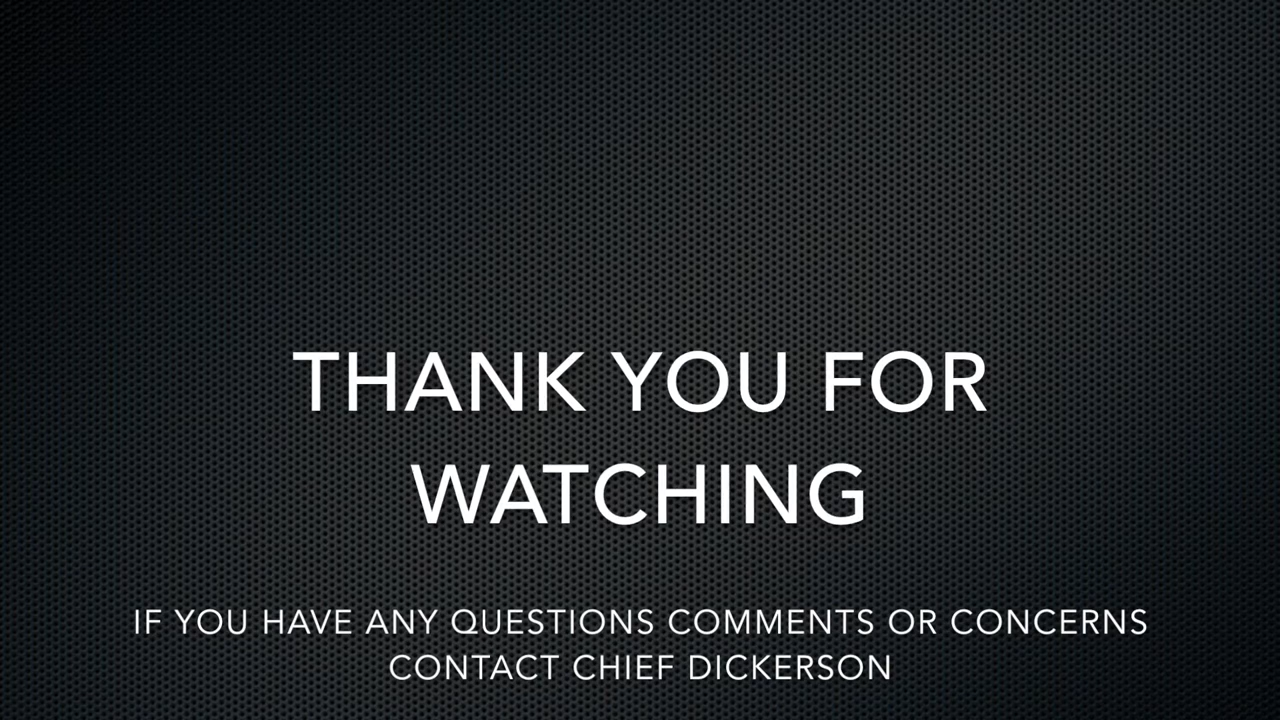 THANK YOU FOR
WATCHING
IF YOU HAVE ANY QUESTIONS COMMENTS OR CONCERNS
CONTACT CHIEF DICKERSON